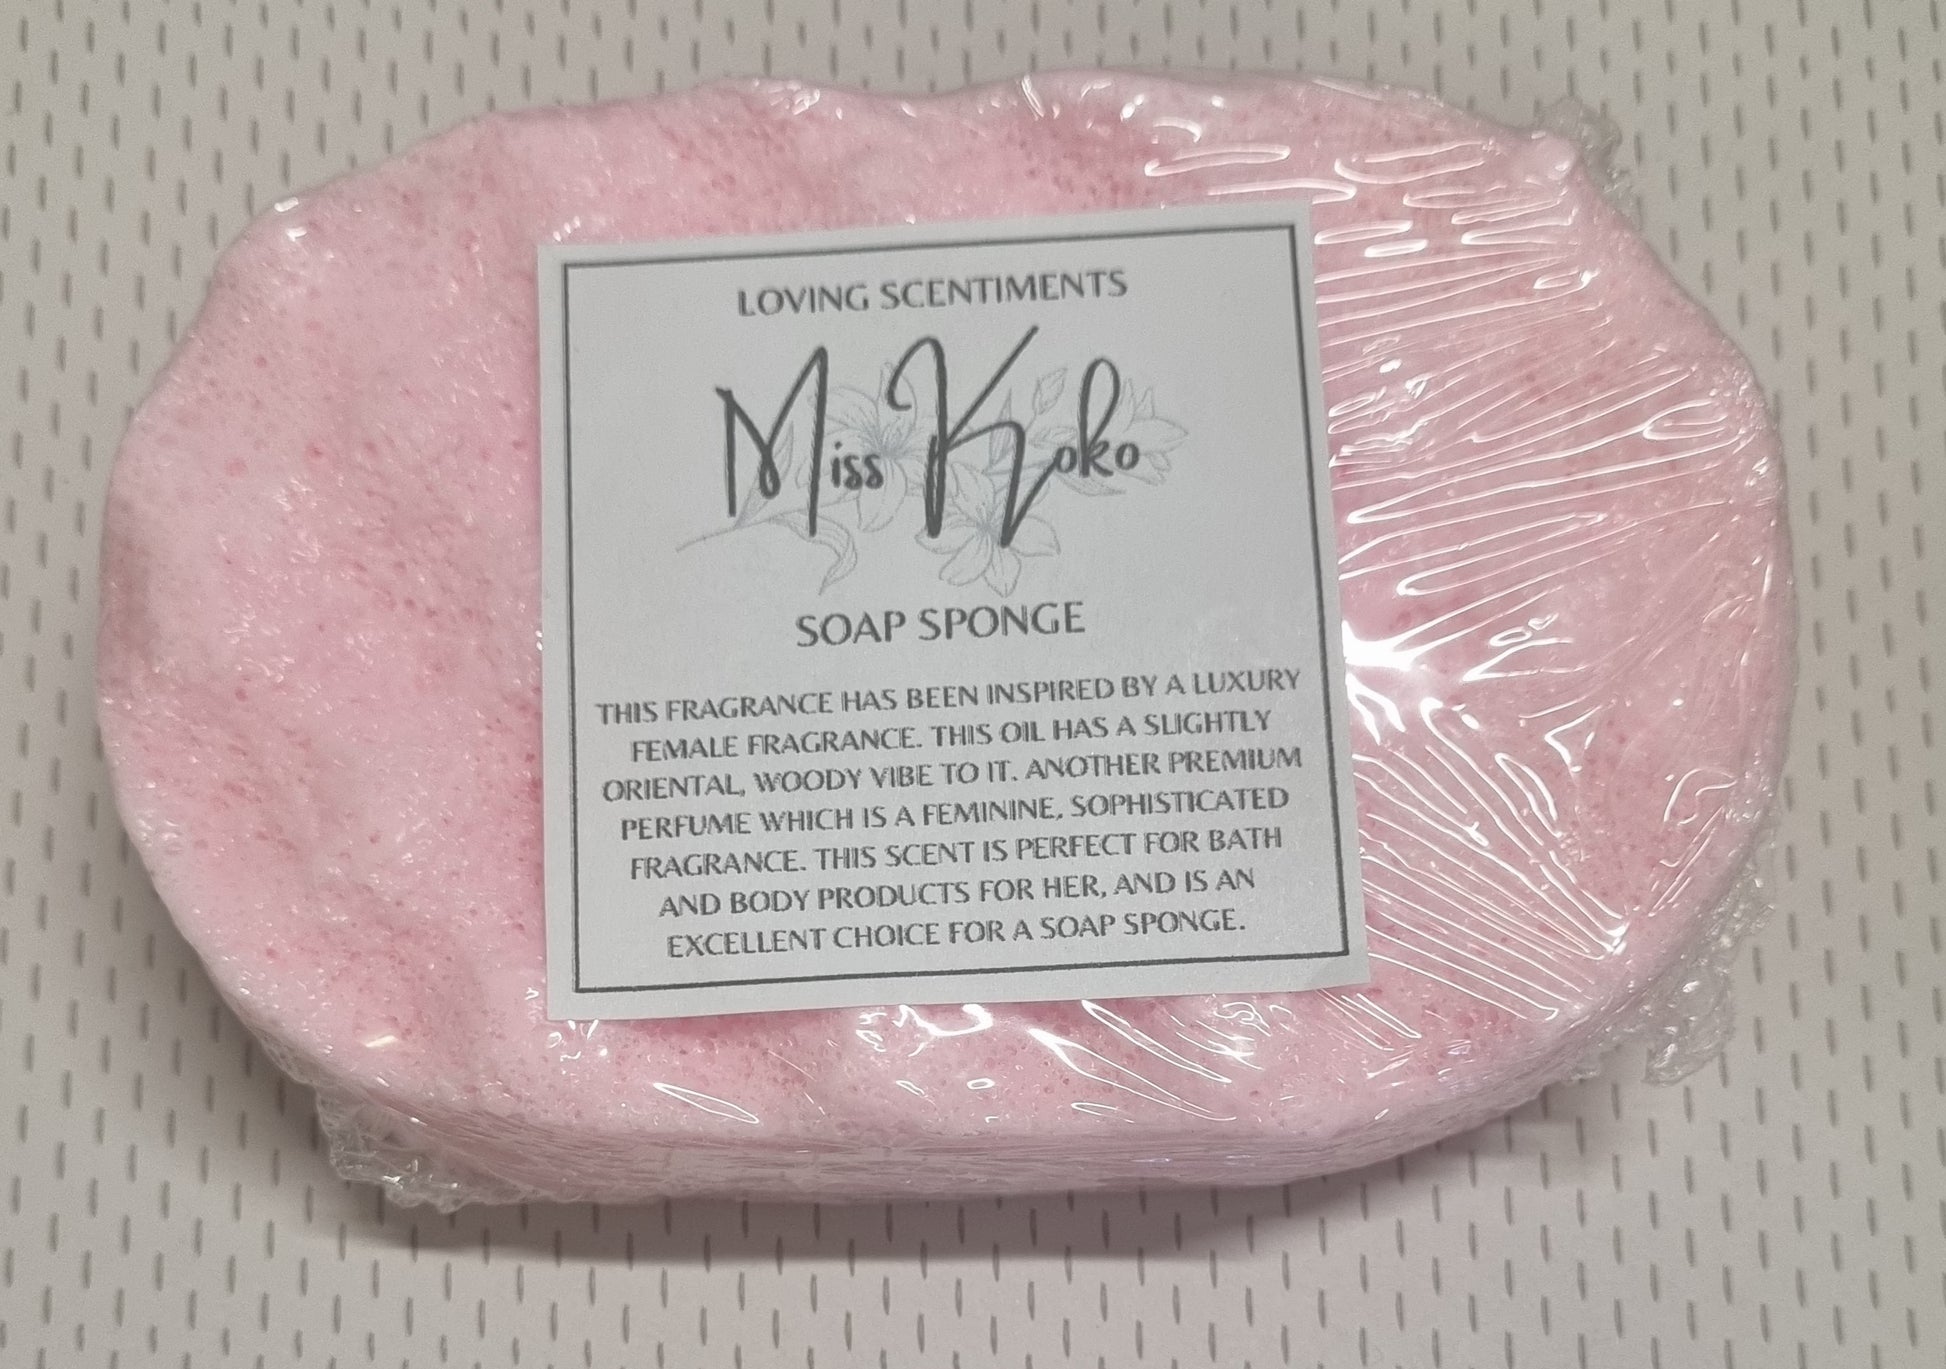 LOVING SCENTIMENTS
Miss Koko
SOAP SPONGE
THIS FRAGRANCE HAS BEEN INSPIRED BY A LUXURY
FEMALE FRAGRANCE. THIS OIL HAS A SLIGHTLY
ORIENTAL, WOODY VIBE TO IT. ANOTHER PREMIUM
PERFUME WHICH IS A FEMININE, SOPHISTICATED
FRAGRANCE. THIS SCENT IS PERFECT FOR BATH
AND BODY PRODUCTS FOR HER, AND IS AN
EXCELLENT CHOICE FOR A SOAP SPONGE.